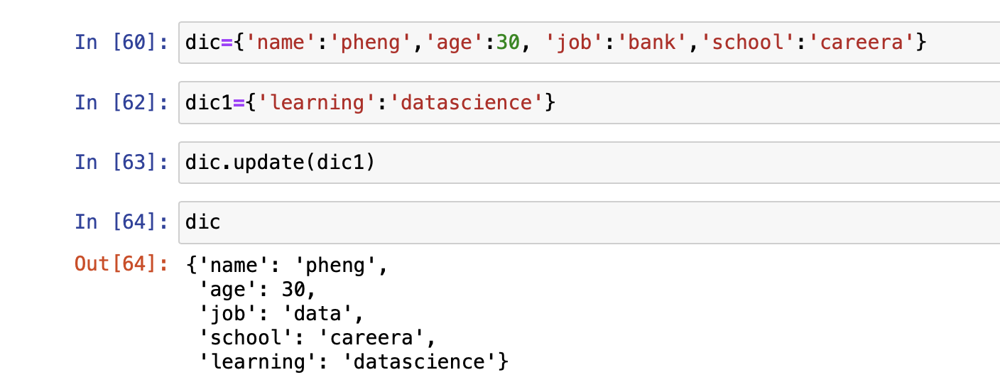 In [60]: dic={'name':'pheng','age':30, 'job':'bank','school':'careera'}
In [62]: dic1={'learning':'datascience'}
In [63]: dic.update(dic1)
In [64]: dic
Out[64]: {'name': 'pheng',
'age': 30,
'job': 'data',
'school': 'careera',
'learning': 'datascience'}